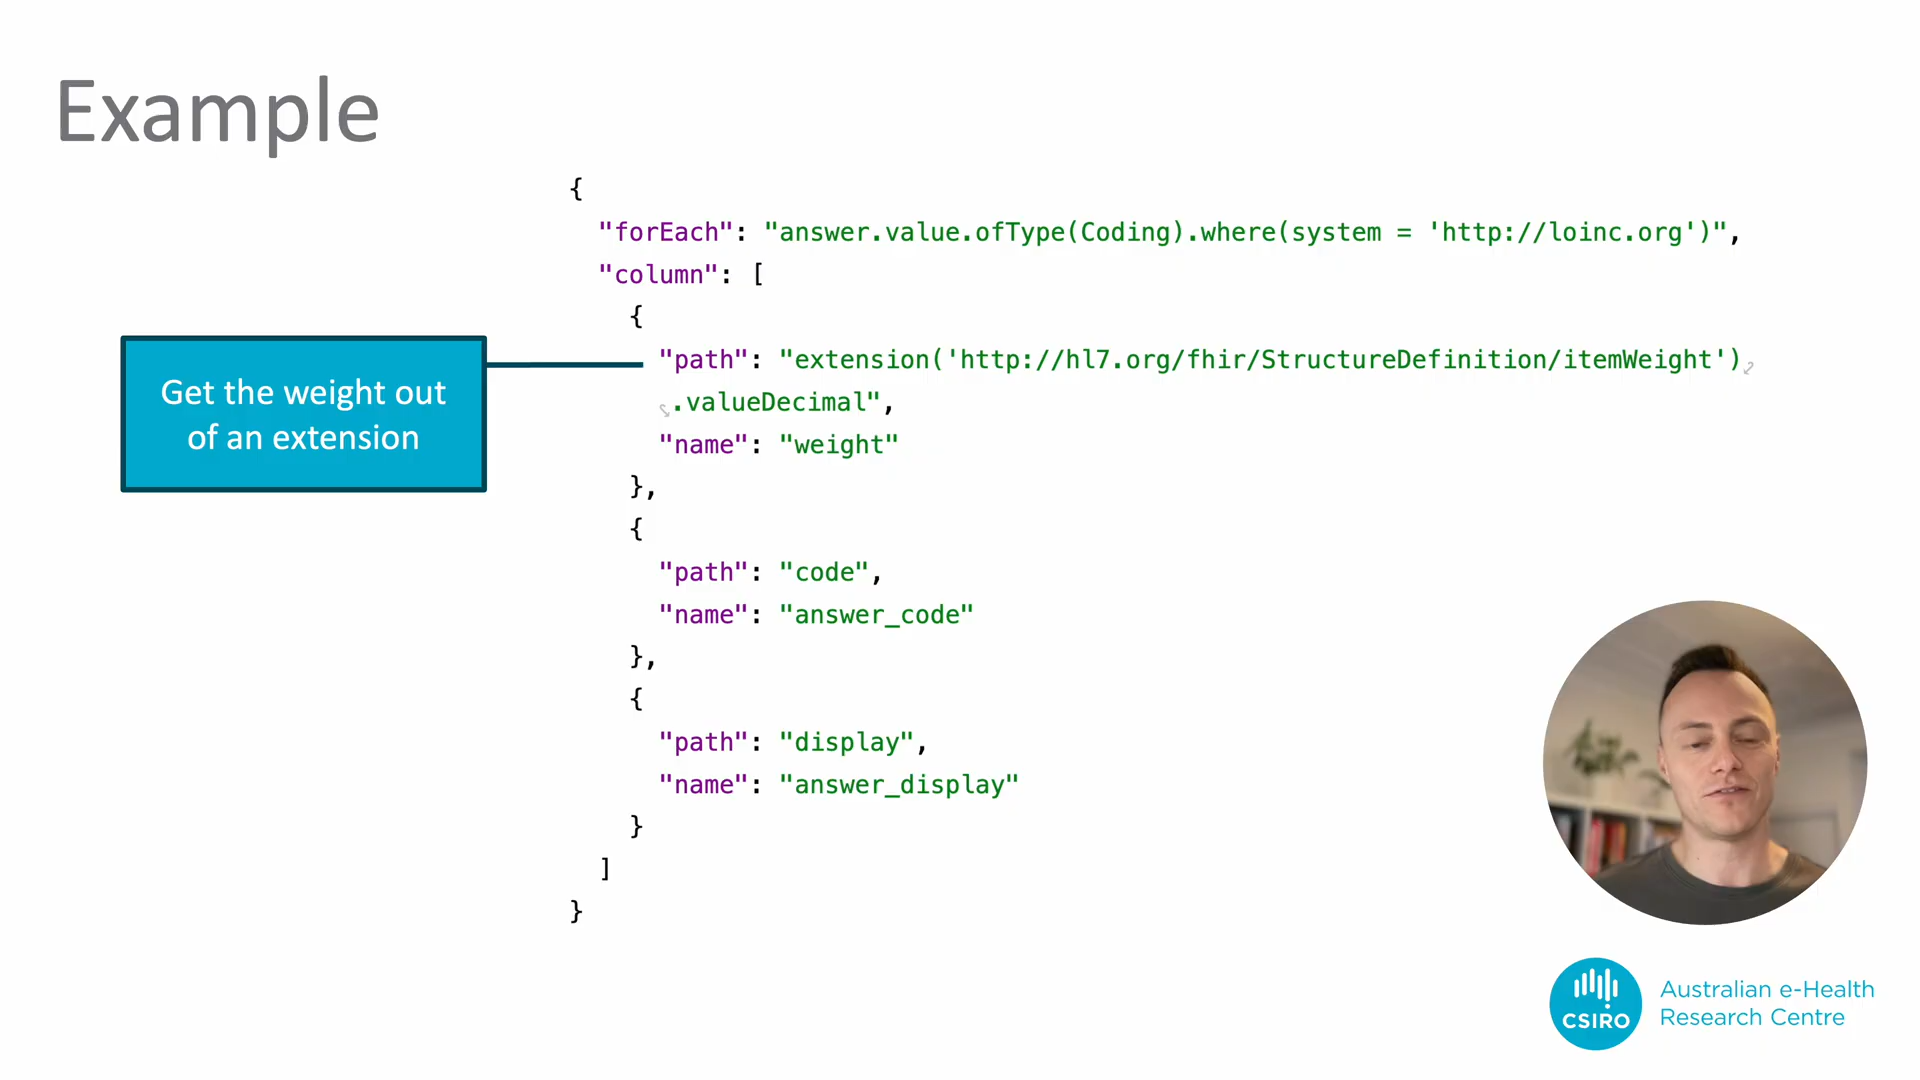 Example
{
"forEach": "answer.value.ofType(Coding).where(system = 'http://loinc.org')",
"column": [
{
"path": "extension('http://hl7.org/fhir/StructureDefinition/itemWeight')
.valueDecimal",
"name": "weight"
},
{
"path": "code",
"name": "answer_code"
},
{
"path": "display",
"name": "answer_display"
}
]
}
Get the weight out
of an extension
CSIRO
Australian e-Health
Research Centre